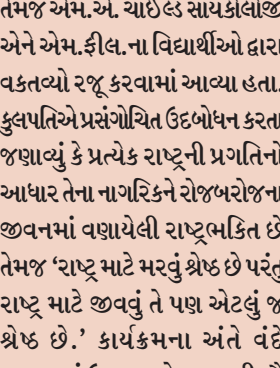 તેમજ એમ.એ. ચાઈલ્ડ સાયકોલોજી
એને એમ.ફીલ.ના વિદ્યાર્થીઓ દ્વારા
વકતવ્યો રજૂ કરવામાં આવ્યા હતા.
કુલપતિએ પ્રસંગોચિત ઉદબોધન કરતા
જણાવ્યું કે પ્રત્યેક રાષ્ટ્રની પ્રગતિનો
આધાર તેના નાગરિકને રોજબરોજના
જીવનમાં વણાયેલી રાષ્ટ્રભકિત છે
તેમજ ‘રાષ્ટ્ર માટે મરવું શ્રેષ્ઠ છે પરંતુ
રાષ્ટ્ર માટે જીવવું તે પણ એટલું જ
શ્રેષ્ઠ છે.’ કાર્યક્રમના અંતે વંદે